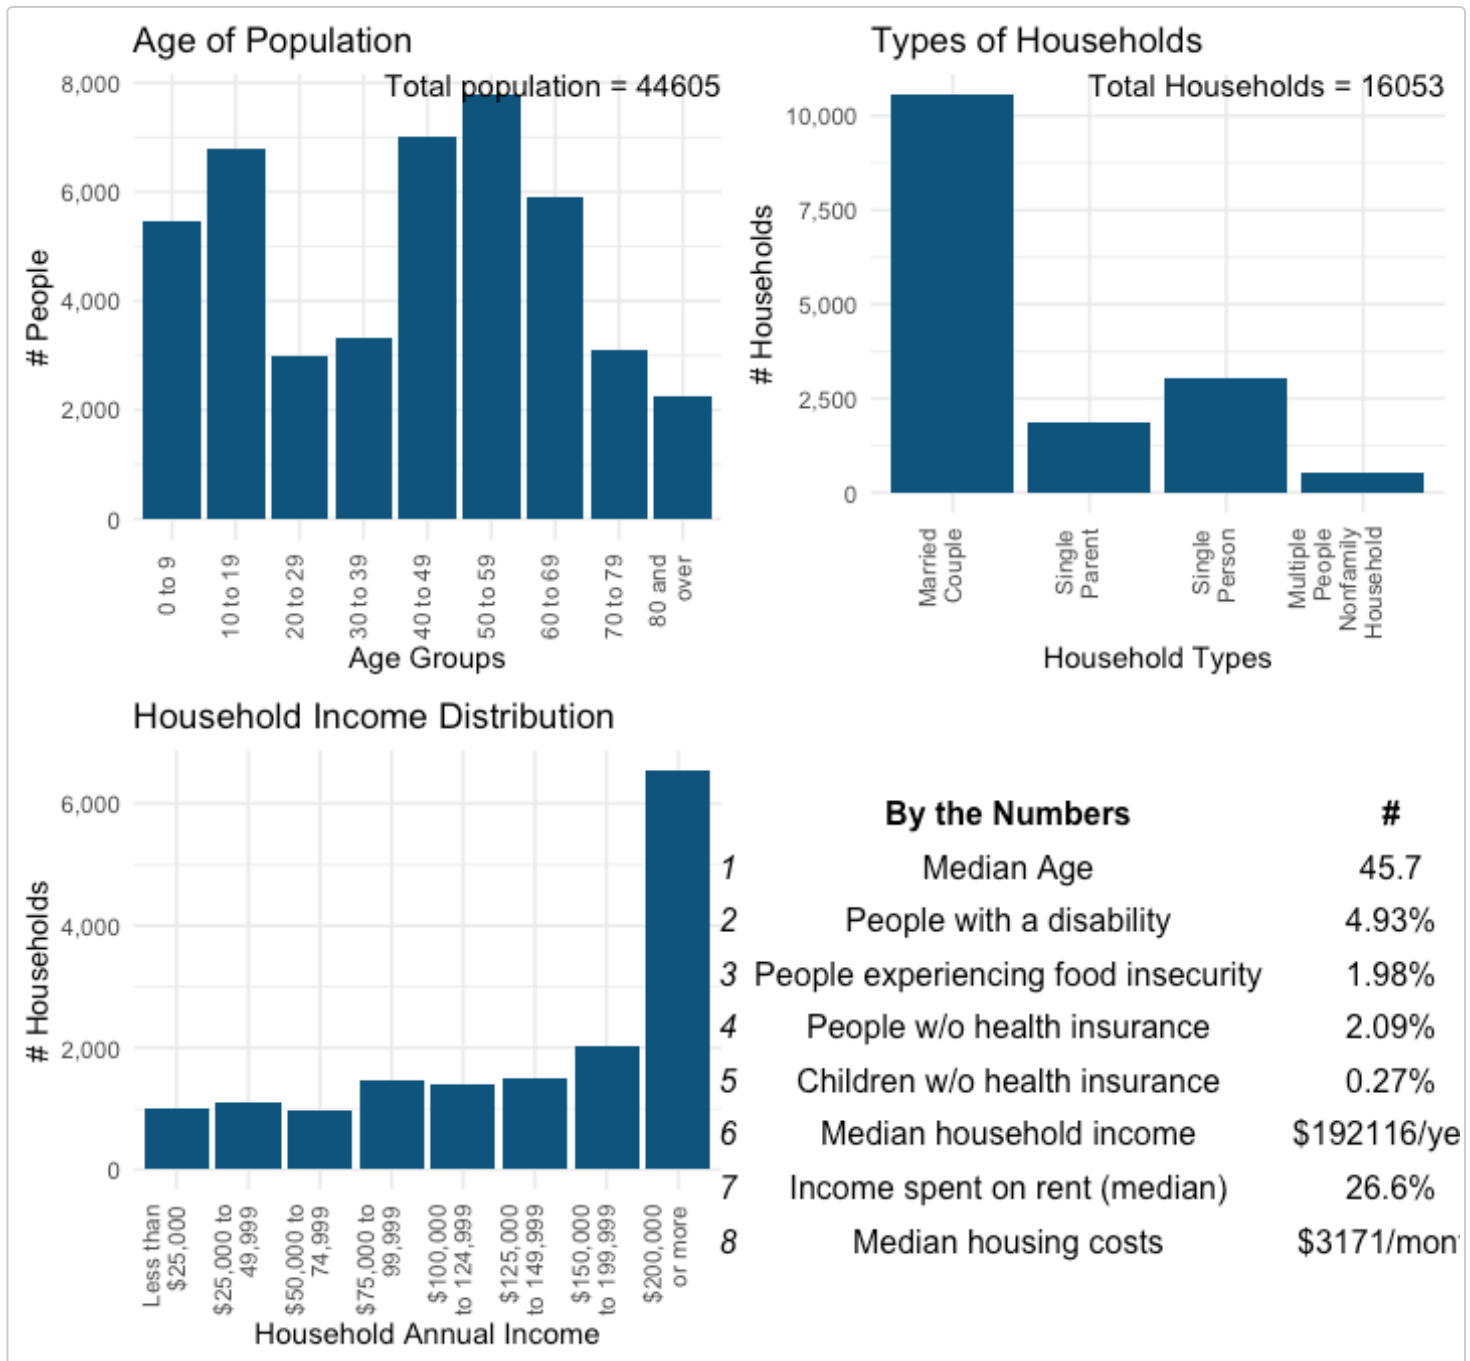 Age of Population
Total population = 44605
8,000
6,000
4,000
2,000
0
# People
0 to 9
10 to 19
20 to 29
30 to 39
40 to 49
50 to 59
60 to 69
70 to 79
80 and
over
Age Groups
Types of Households
Total Households = 16053
10,000
7,500
5,000
2,500
0
# Households
Married
Couple
Single
Parent
Single
Person
Multiple
People
Nonfamily
Household
Household Types
Household Income Distribution
6,000
4,000
2,000
0
# Households
Less than
$25,000
$25,000 to
49,999
$50,000 to
74,999
$75,000 to
99,999
$100,000
to 124,999
$125,000
to 149,999
$150,000
to 199,999
$200,000
or more
Household Annual Income
By the Numbers #
1 Median Age 45.7
2 People with a disability 4.93%
3 People experiencing food insecurity 1.98%
4 People w/o health insurance 2.09%
5 Children w/o health insurance 0.27%
6 Median household income $192116/ye
7 Income spent on rent (median) 26.6%
8 Median housing costs $3171/mon